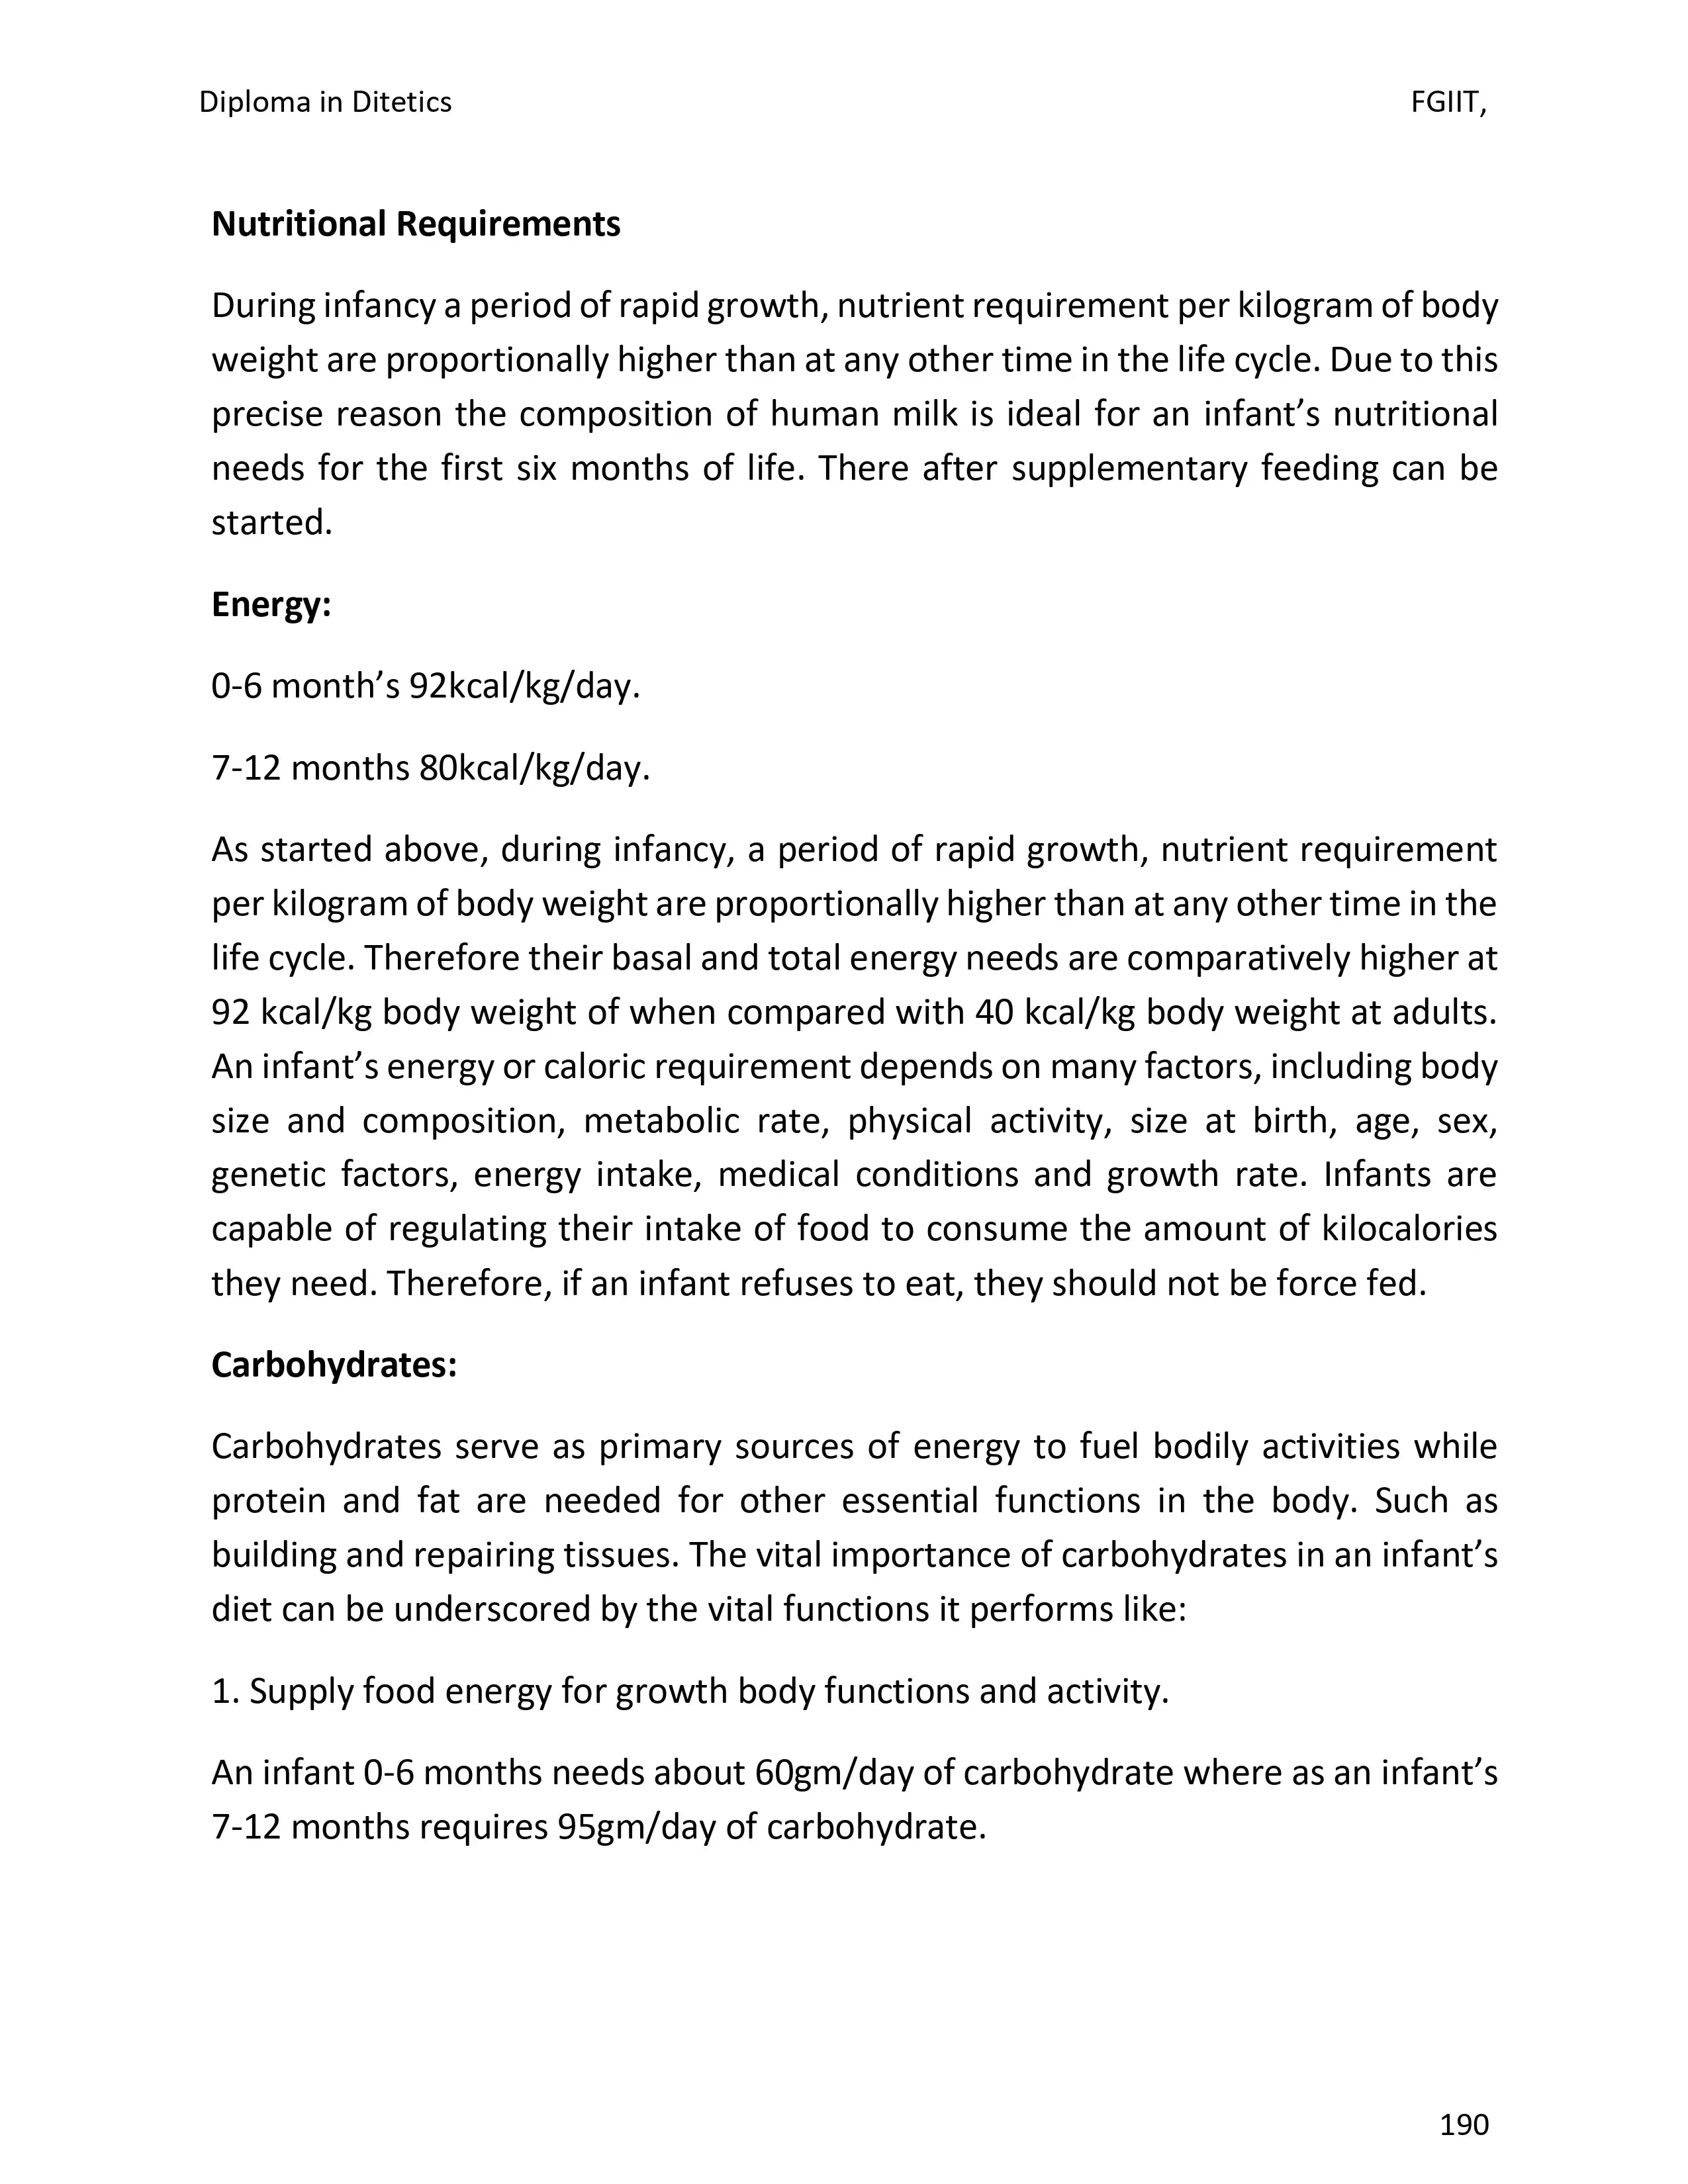 Diploma in Ditetics FGIIT,
Nutritional Requirements
During infancy a period of rapid growth, nutrient requirement per kilogram of body
weight are proportionally higher than at any other time in the life cycle. Due to this
precise reason the composition of human milk is ideal for an infant’s nutritional
needs for the first six months of life. There after supplementary feeding can be
started.
Energy:
0-6 month’s 92kcal/kg/day.
7-12 months 80kcal/kg/day.
As started above, during infancy, a period of rapid growth, nutrient requirement
per kilogram of body weight are proportionally higher than at any other time in the
life cycle. Therefore their basal and total energy needs are comparatively higher at
92 kcal/kg body weight of when compared with 40 kcal/kg body weight at adults.
An infant’s energy or caloric requirement depends on many factors, including body
size and composition, metabolic rate, physical activity, size at birth, age, sex,
genetic factors, energy intake, medical conditions and growth rate. Infants are
capable of regulating their intake of food to consume the amount of kilocalories
they need. Therefore, if an infant refuses to eat, they should not be force fed.
Carbohydrates:
Carbohydrates serve as primary sources of energy to fuel bodily activities while
protein and fat are needed for other essential functions in the body. Such as
building and repairing tissues. The vital importance of carbohydrates in an infant’s
diet can be underscored by the vital functions it performs like:
1. Supply food energy for growth body functions and activity.
An infant 0-6 months needs about 60gm/day of carbohydrate where as an infant’s
7-12 months requires 95gm/day of carbohydrate.
190